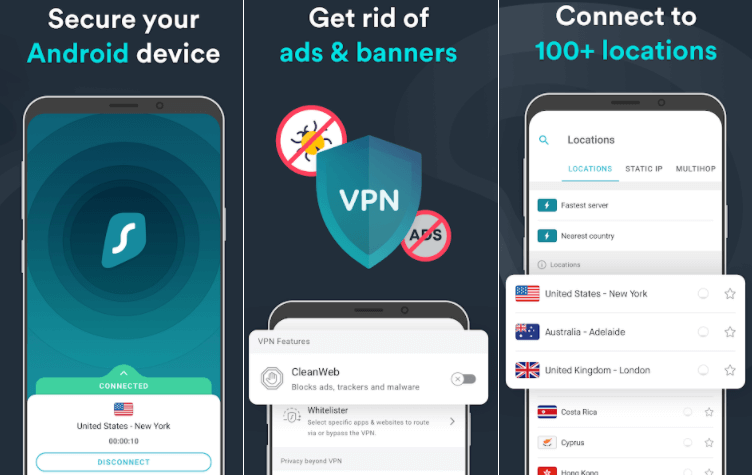 Secure your
Android device
CONNECTED
United States - New York
00:00:10
DISCONNECT
Get rid of
ads & banners
VPN
ADS
VPN Features
CleanWeb
Blocks ads, trackers and malware
Whitelister
Select specific apps & websites to route
via or bypass the VPN.
Privacy beyond VPN
Connect to
100+ locations
Locations
LOCATIONS STATIC IP MULTIHOP
Fastest server
Nearest country
Locations
United States - New York
Australia - Adelaide
United Kingdom - London
Costa Rica
Cyprus
Hong Kong